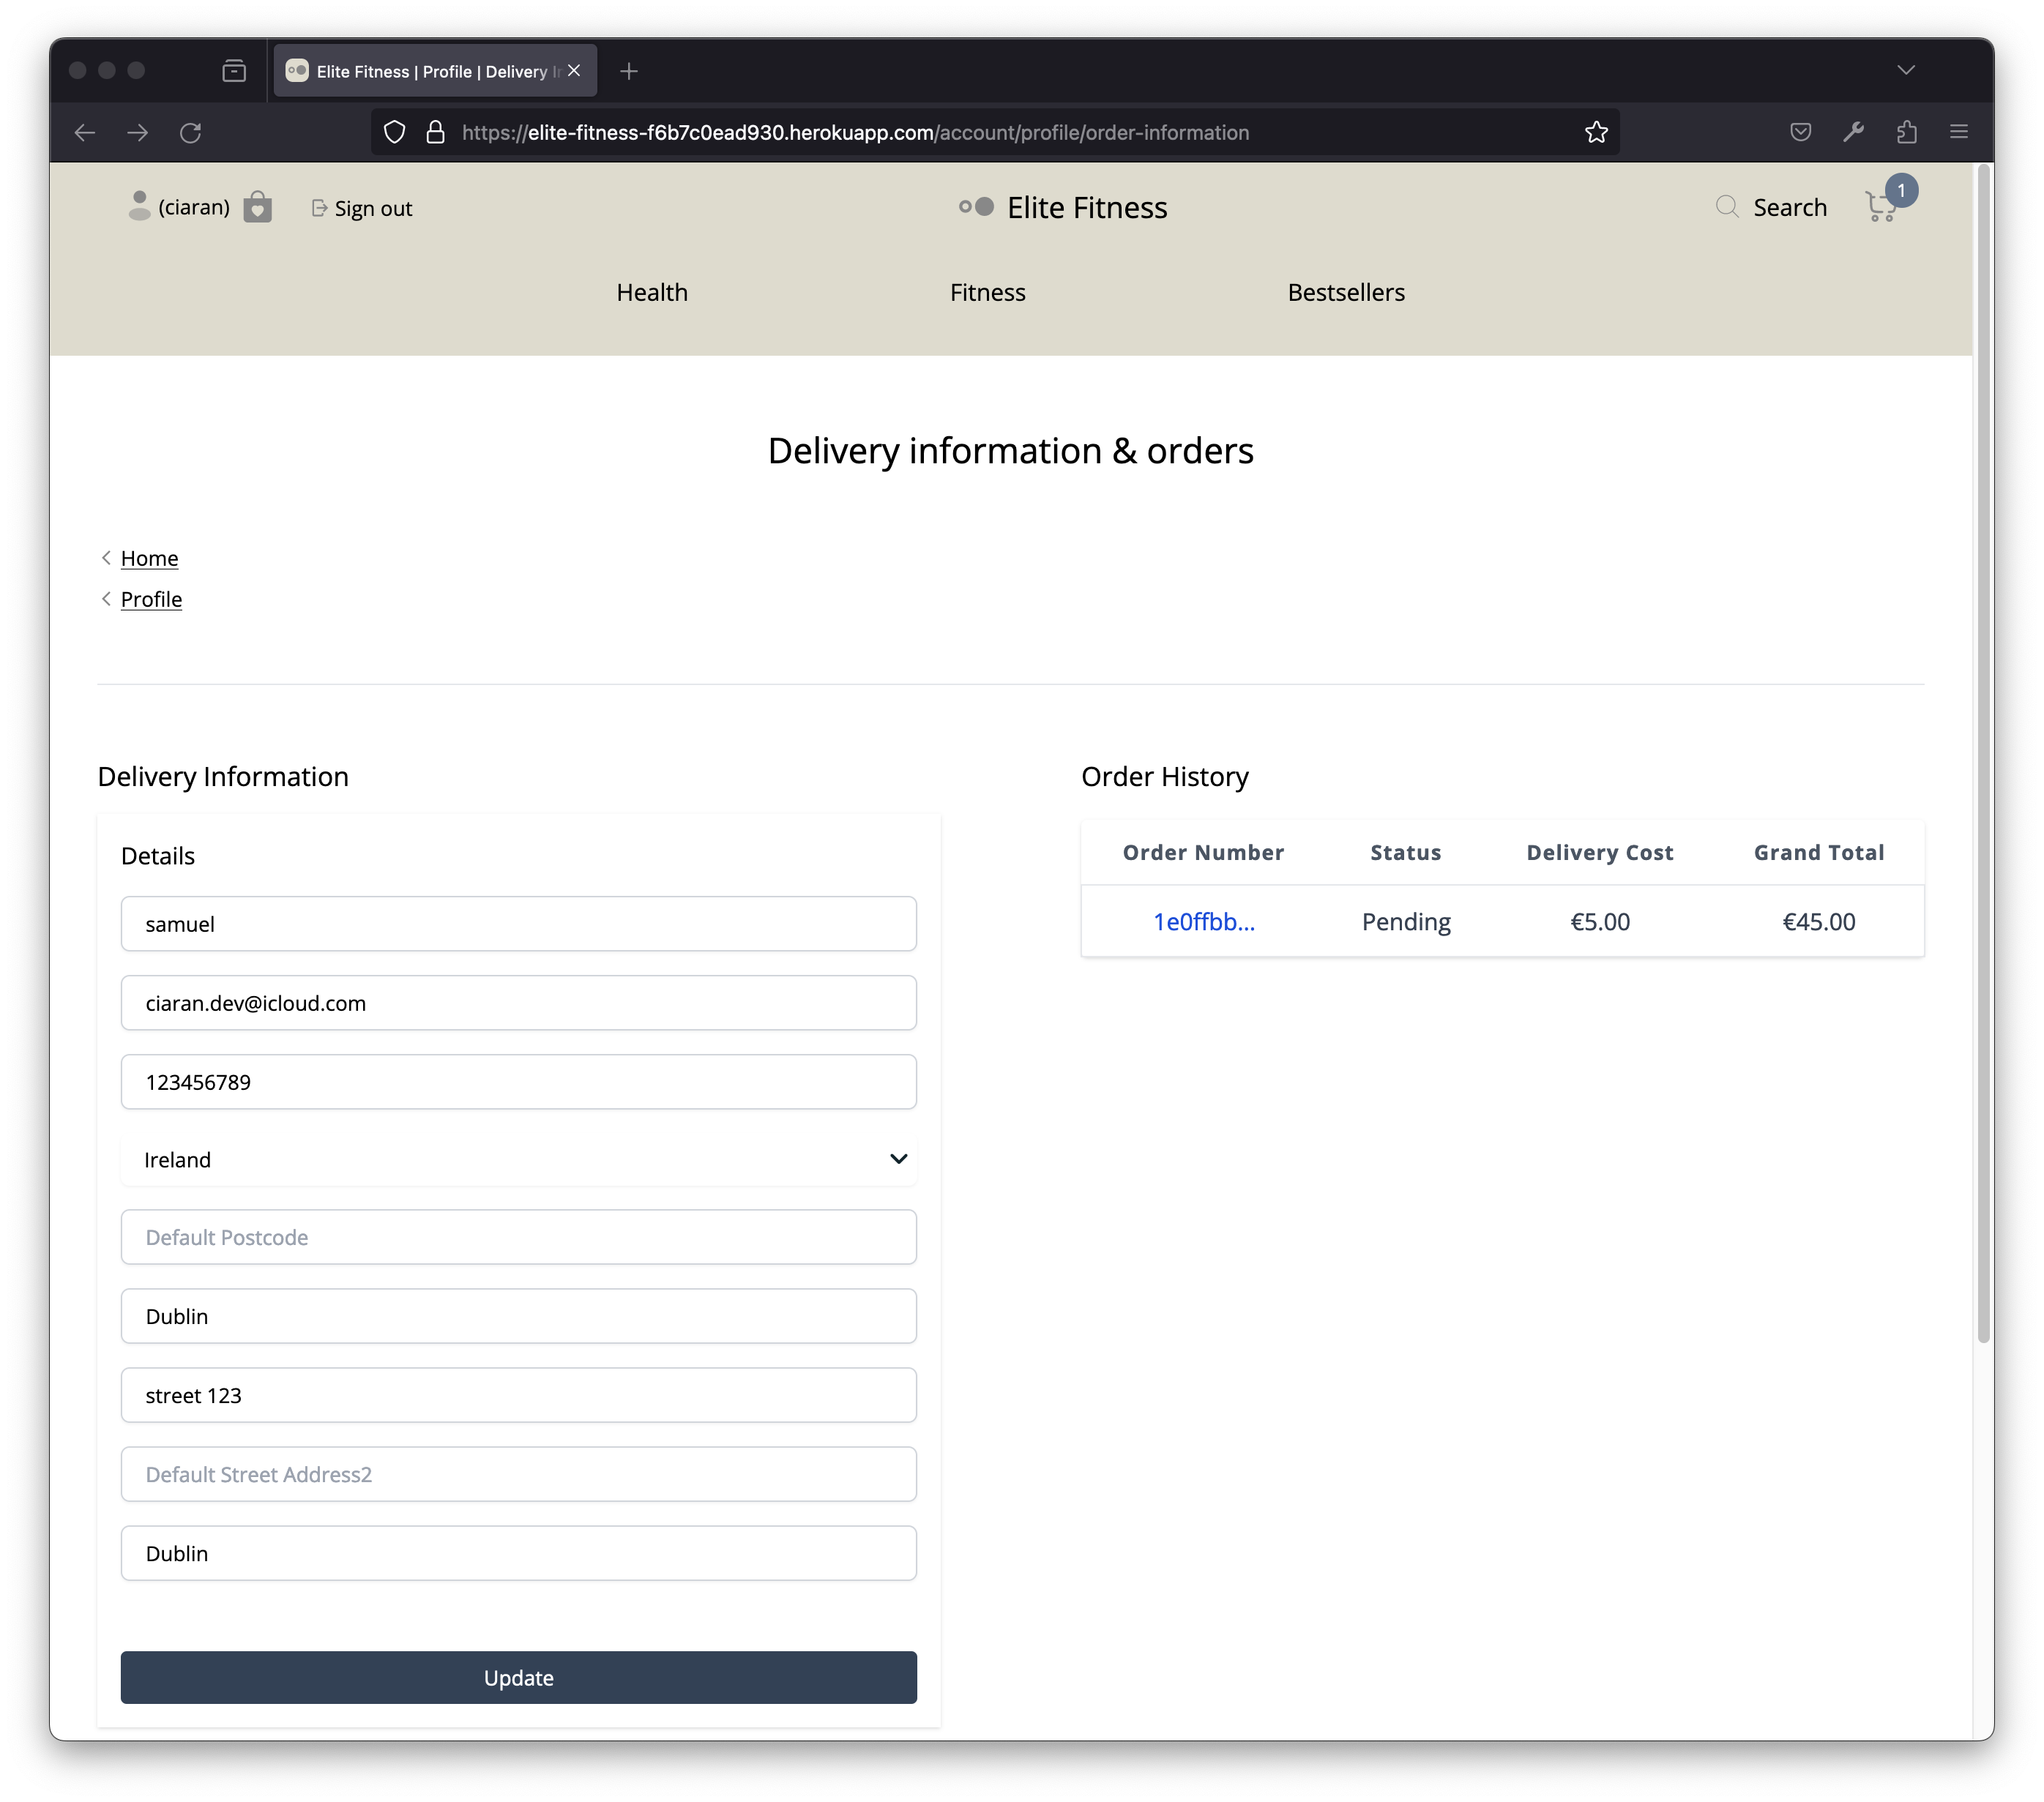 Elite Fitness | Profile | Delivery
https://elite-fitness-f6b7c0ead930.herokuapp.com/account/profile/order-information
(ciaran) Sign out Elite Fitness Search 1
Health Fitness Bestsellers
Delivery information & orders
Home
Profile
Delivery Information
Details
samuel
ciaran.dev@icloud.com
123456789
Ireland
Default Postcode
Dublin
street 123
Default Street Address2
Dublin
Update
Order History
Order Number Status Delivery Cost Grand Total
1e0ffbb... Pending €5.00 €45.00